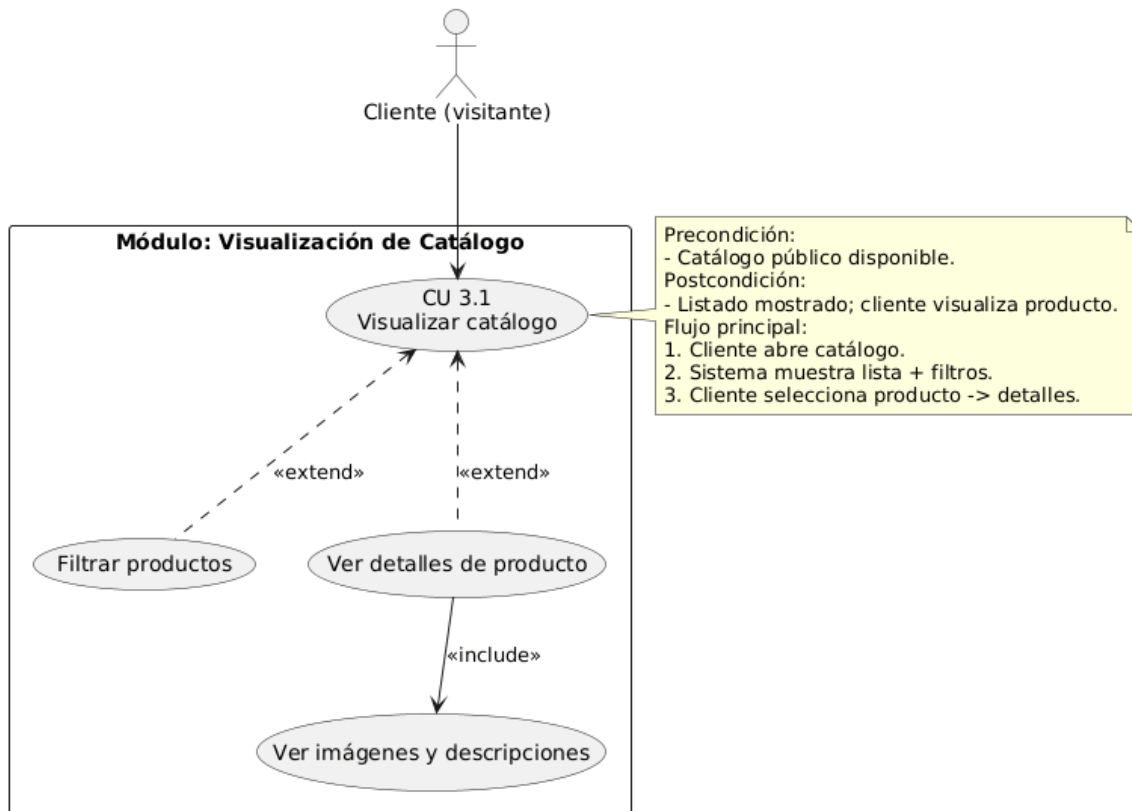 Cliente (visitante)
Módulo: Visualización de Catálogo
CU 3.1
Visualizar catálogo
Precondición:
- Catálogo público disponible.
Postcondición:
- Listado mostrado; cliente visualiza producto.
Flujo principal:
1. Cliente abre catálogo.
2. Sistema muestra lista + filtros.
3. Cliente selecciona producto -> detalles.
«extend»
«extend»
Filtrar productos
Ver detalles de producto
«include»
Ver imágenes y descripciones